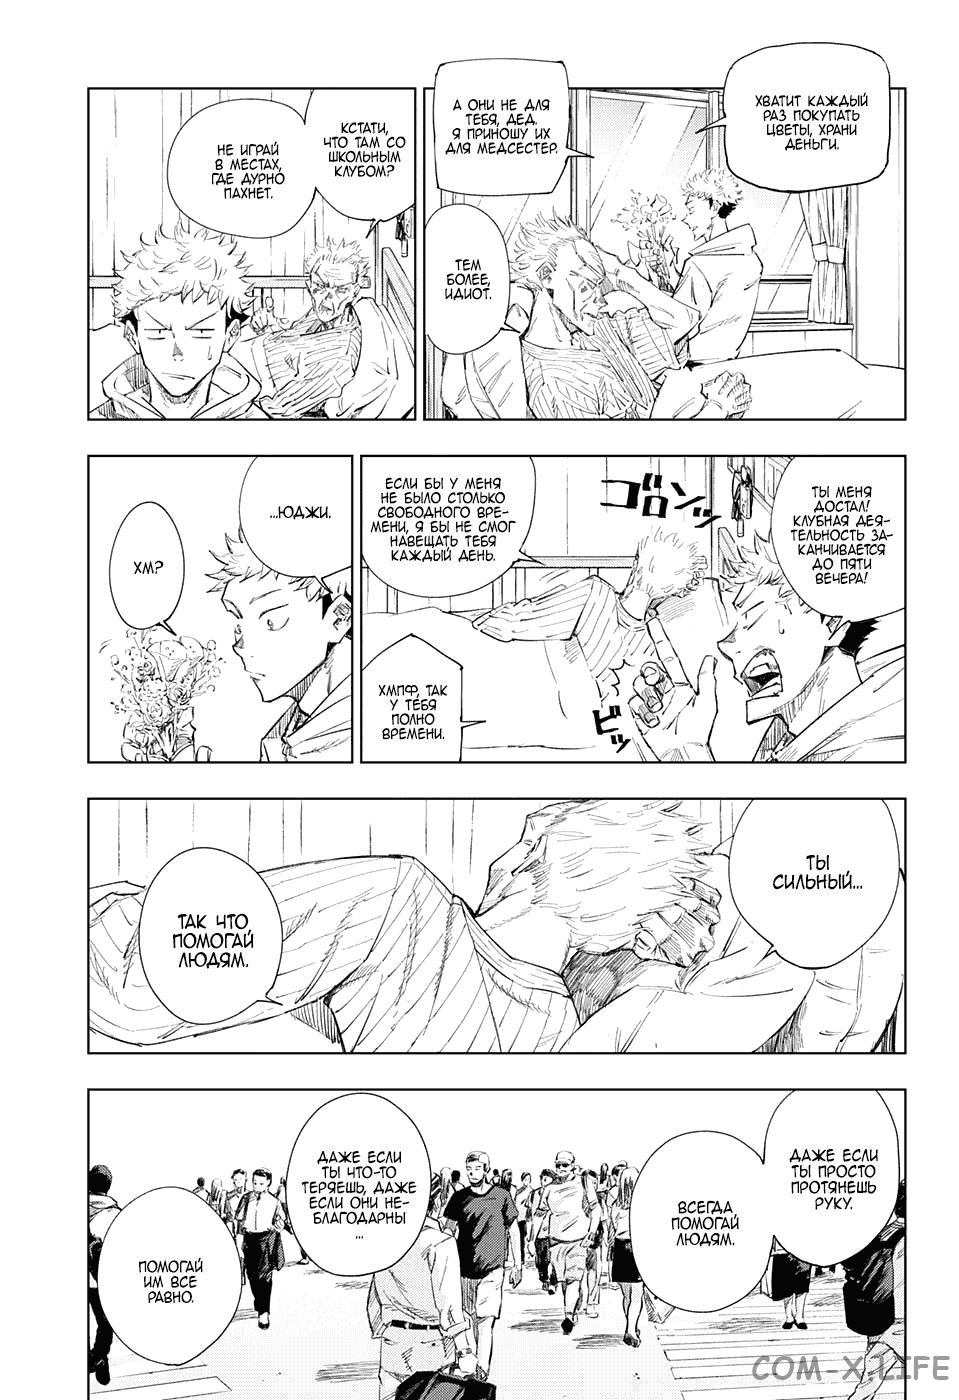 ХВАТИТ КАЖДЫЙ
РАЗ ПОКУПАТЬ
ЦВЕТЫ, ХРАНИ
ДЕНЬГИ.
А ОНИ НЕ ДЛЯ
ТЕБЯ, ДЕД.
Я ПРИНОШУ ИХ
ДЛЯ МЕДСЕСТЕР.
ТЕМ
БОЛЕЕ,
ИДИОТ.
КСТАТИ,
ЧТО ТАМ СО
ШКОЛЬНЫМ
КЛУБОМ?
НЕ ИГРАЙ
В МЕСТАХ,
ГДЕ ДУРНО
ПАХНЕТ.
ТЫ МЕНЯ
ДОСТАЛ!
КЛУБНАЯ ДЕЯ-
ТЕЛЬНОСТЬ ЗА-
КАНЧИВАЕТСЯ
ДО ПЯТИ
ВЕЧЕРА!
ゴロンッ
ビッ
ЕСЛИ БЫ У МЕНЯ
НЕ БЫЛО СТОЛЬКО
СВОБОДНОГО ВРЕ-
МЕНИ, Я БЫ НЕ СМОГ
НАВЕЩАТЬ ТЕБЯ
КАЖДЫЙ ДЕНЬ.
ХМПФ, ТАК
У ТЕБЯ
ПОЛНО
ВРЕМЕНИ.
...ЮДЖИ.
ХМ?
ТЫ
СИЛЬНЫЙ...
ТАК ЧТО
ПОМОГАЙ
ЛЮДЯМ.
ДАЖЕ ЕСЛИ
ТЫ ПРОСТО
ПРОТЯНЕШЬ
РУКУ.
ВСЕГДА
ПОМОГАЙ
ЛЮДЯМ.
ДАЖЕ ЕСЛИ
ТЫ ЧТО-ТО
ТЕРЯЕШЬ, ДАЖЕ
ЕСЛИ ОНИ НЕ-
БЛАГОДАРНЫ
...
ПОМОГАЙ
ИМ ВСЕ
РАВНО.
COM-X.LIFE